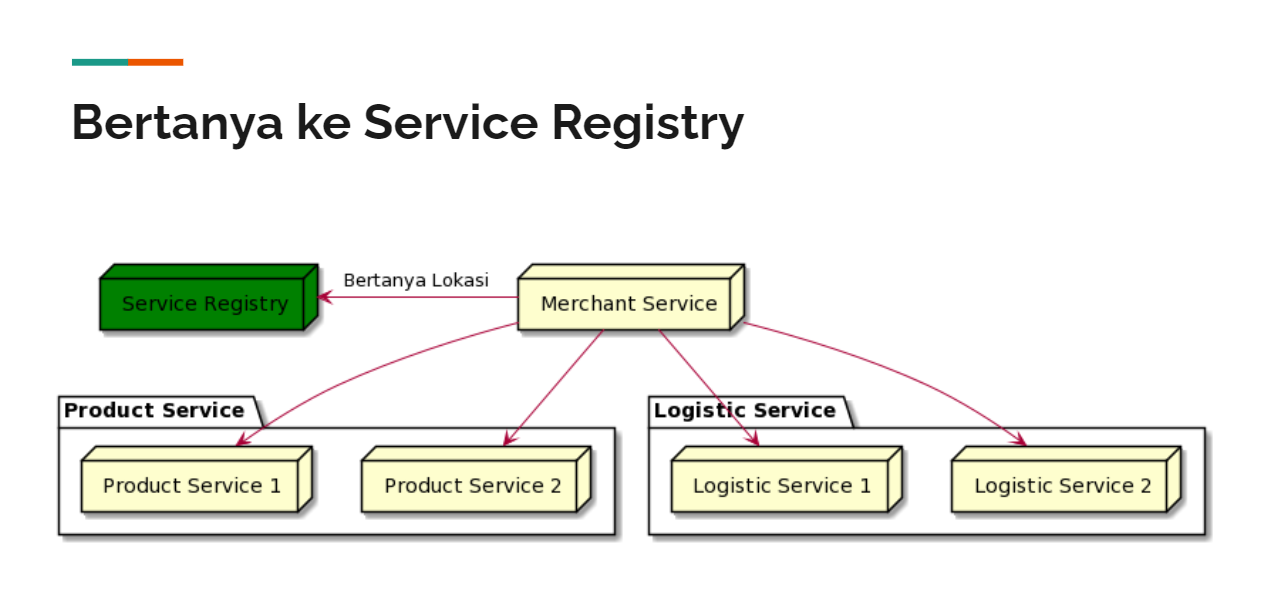 Bertanya ke Service Registry
Service Registry
Bertanya Lokasi
Merchant Service
Product Service
Product Service 1
Product Service 2
Logistic Service
Logistic Service 1
Logistic Service 2